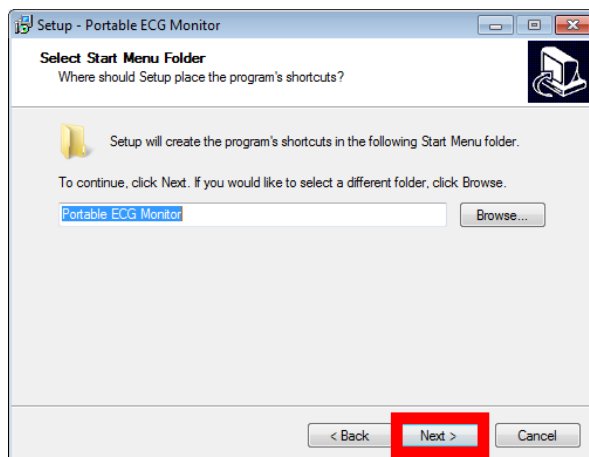 Setup - Portable ECG Monitor
Select Start Menu Folder
Where should Setup place the program's shortcuts?
Setup will create the program's shortcuts in the following Start Menu folder.
To continue, click Next. If you would like to select a different folder, click Browse.
Portable ECG Monitor
Browse...
< Back
Next >
Cancel